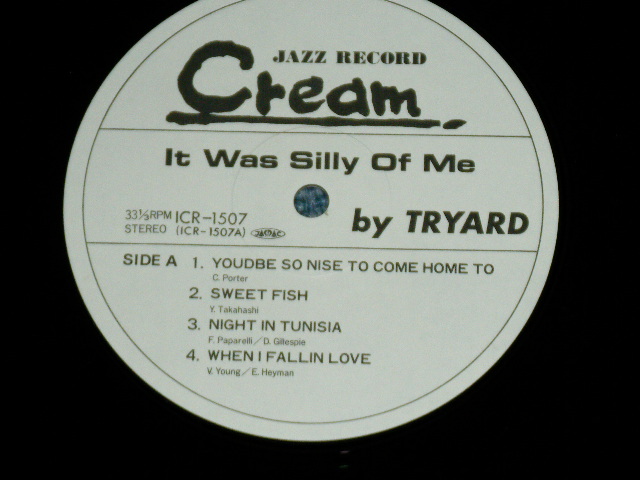 JAZZ RECORD
Cream
It Was Silly Of Me
33⅓RPM ICR-1507
STEREO (ICR-1507A) JASRAC
by TRYARD
SIDE A 1. YOUDBE SO NISE TO COME HOME TO
C. Porter
2. SWEET FISH
Y. Takahashi
3. NIGHT IN TUNISIA
F. Paparelli/D. Gillespie
4. WHEN I FALLIN LOVE
V. Young/E. Heyman